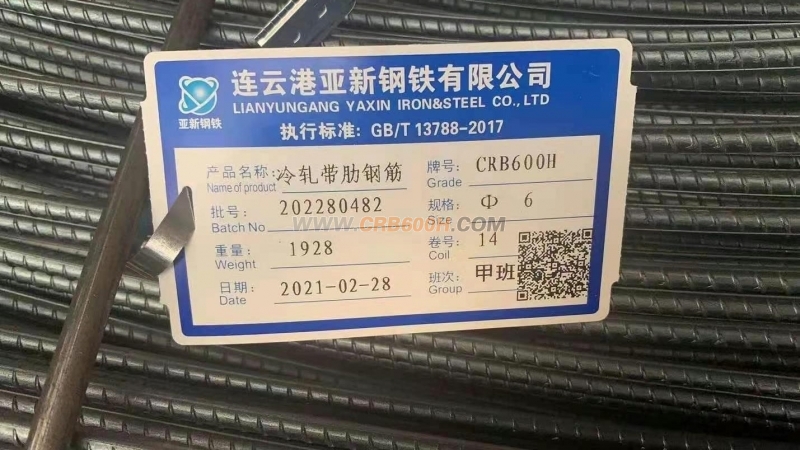 连云港亚新钢铁有限公司
LIANYUNGANG YAXIN IRON&STEEL CO., LTD
亚新钢铁
执行标准: GB/T 13788-2017
产品名称: 冷轧带肋钢筋 牌号: CRB600H
Name of product Grade
批号: 202280482 规格: Φ 6
Batch No Size
WWW.CRB600H.COM
重量: 1928 卷号: 14
Weight Coil
日期: 2021-02-28 班次: 甲班
Date Group